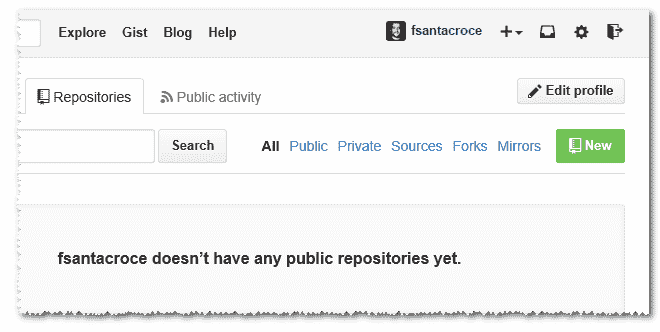 Explore Gist Blog Help fsantacroce
Repositories Public activity Edit profile
Search All Public Private Sources Forks Mirrors New
fsantacroce doesn’t have any public repositories yet.